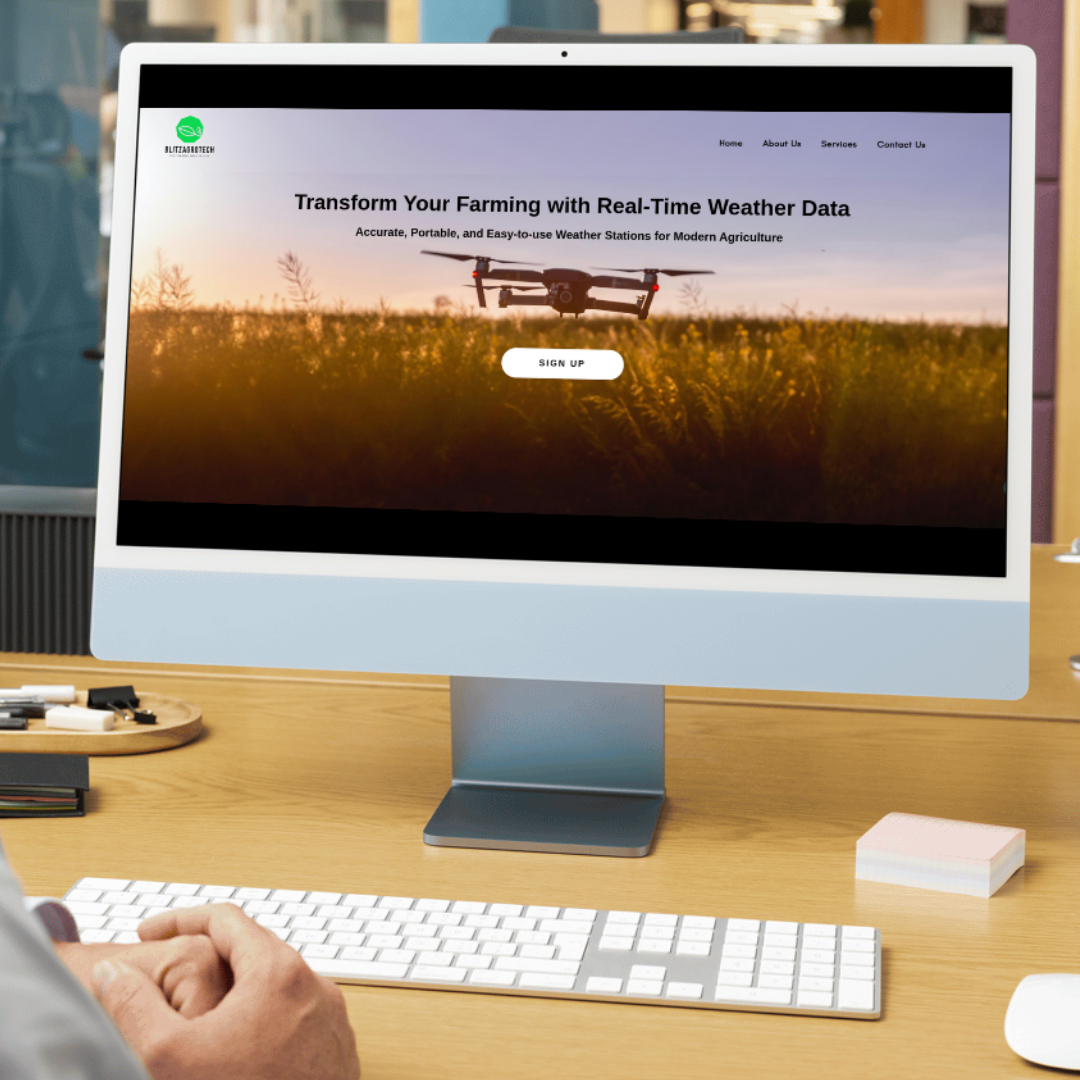 BLITZAGROTECH
Home About Us Services Contact Us
Transform Your Farming with Real-Time Weather Data
Accurate, Portable, and Easy-to-use Weather Stations for Modern Agriculture
SIGN UP